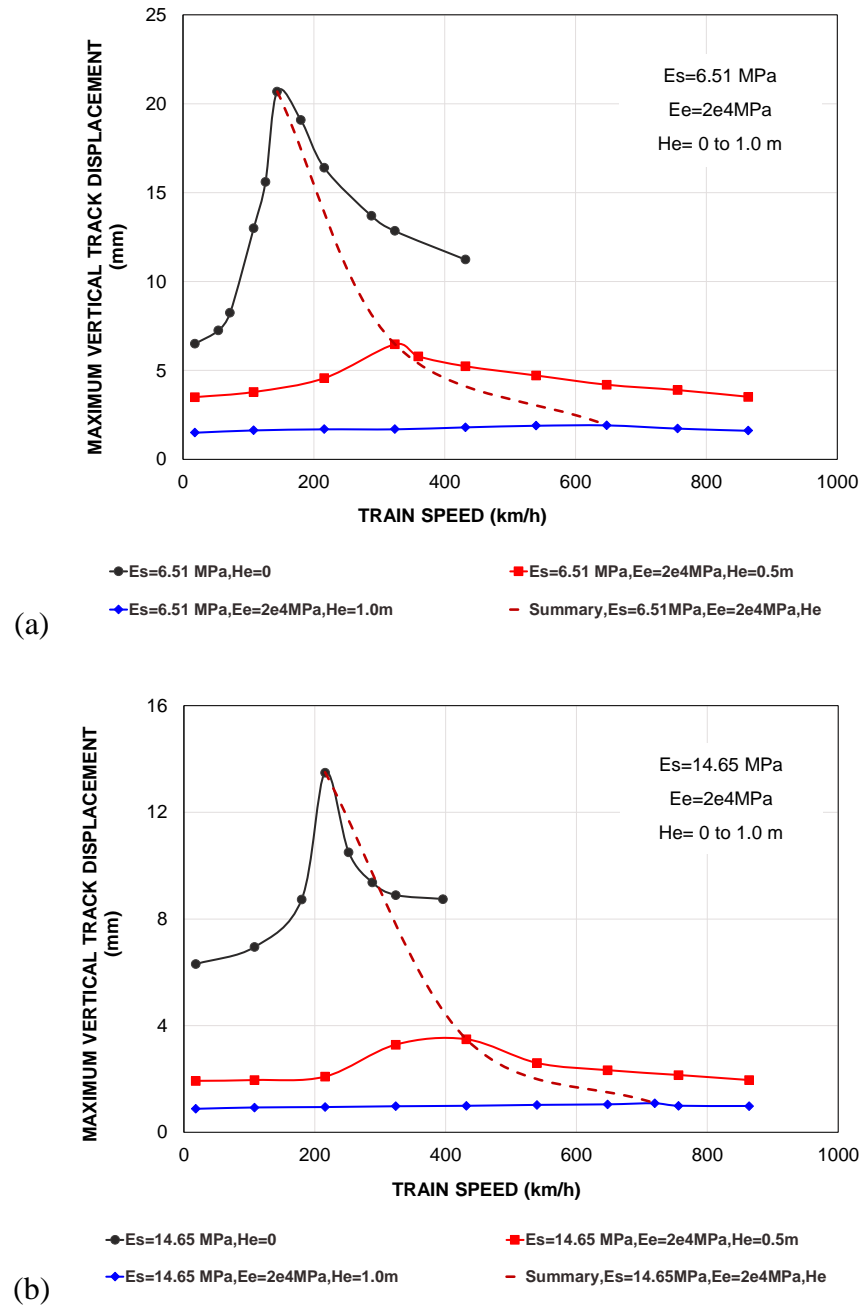 25
20
15
10
5
0
MAXIMUM VERTICAL TRACK DISPLACEMENT
(mm)
Es=6.51 MPa
Ee=2e4MPa
He= 0 to 1.0 m
0 200 400 600 800 1000
TRAIN SPEED (km/h)
Es=6.51 MPa,He=0
Es=6.51 MPa,Ee=2e4MPa,He=0.5m
Es=6.51 MPa,Ee=2e4MPa,He=1.0m
Summary,Es=6.51MPa,Ee=2e4MPa,He
(a)
16
12
8
4
0
MAXIMUM VERTICAL TRACK DISPLACEMENT
(mm)
Es=14.65 MPa
Ee=2e4MPa
He= 0 to 1.0 m
0 200 400 600 800 1000
TRAIN SPEED (km/h)
Es=14.65 MPa,He=0
Es=14.65 MPa,Ee=2e4MPa,He=0.5m
Es=14.65 MPa,Ee=2e4MPa,He=1.0m
Summary,Es=14.65MPa,Ee=2e4MPa,He
(b)